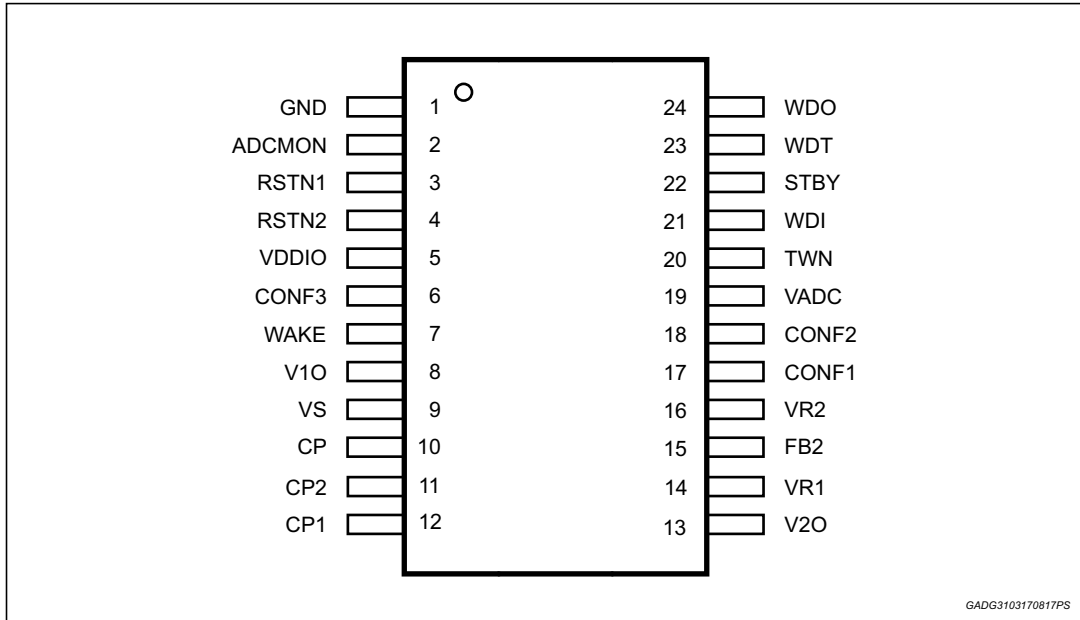 GND 1 24 WDO
ADCMON 2 23 WDT
RSTN1 3 22 STBY
RSTN2 4 21 WDI
VDDIO 5 20 TWN
CONF3 6 19 VADC
WAKE 7 18 CONF2
V1O 8 17 CONF1
VS 9 16 VR2
CP 10 15 FB2
CP2 11 14 VR1
CP1 12 13 V2O
GADG3103170817PS